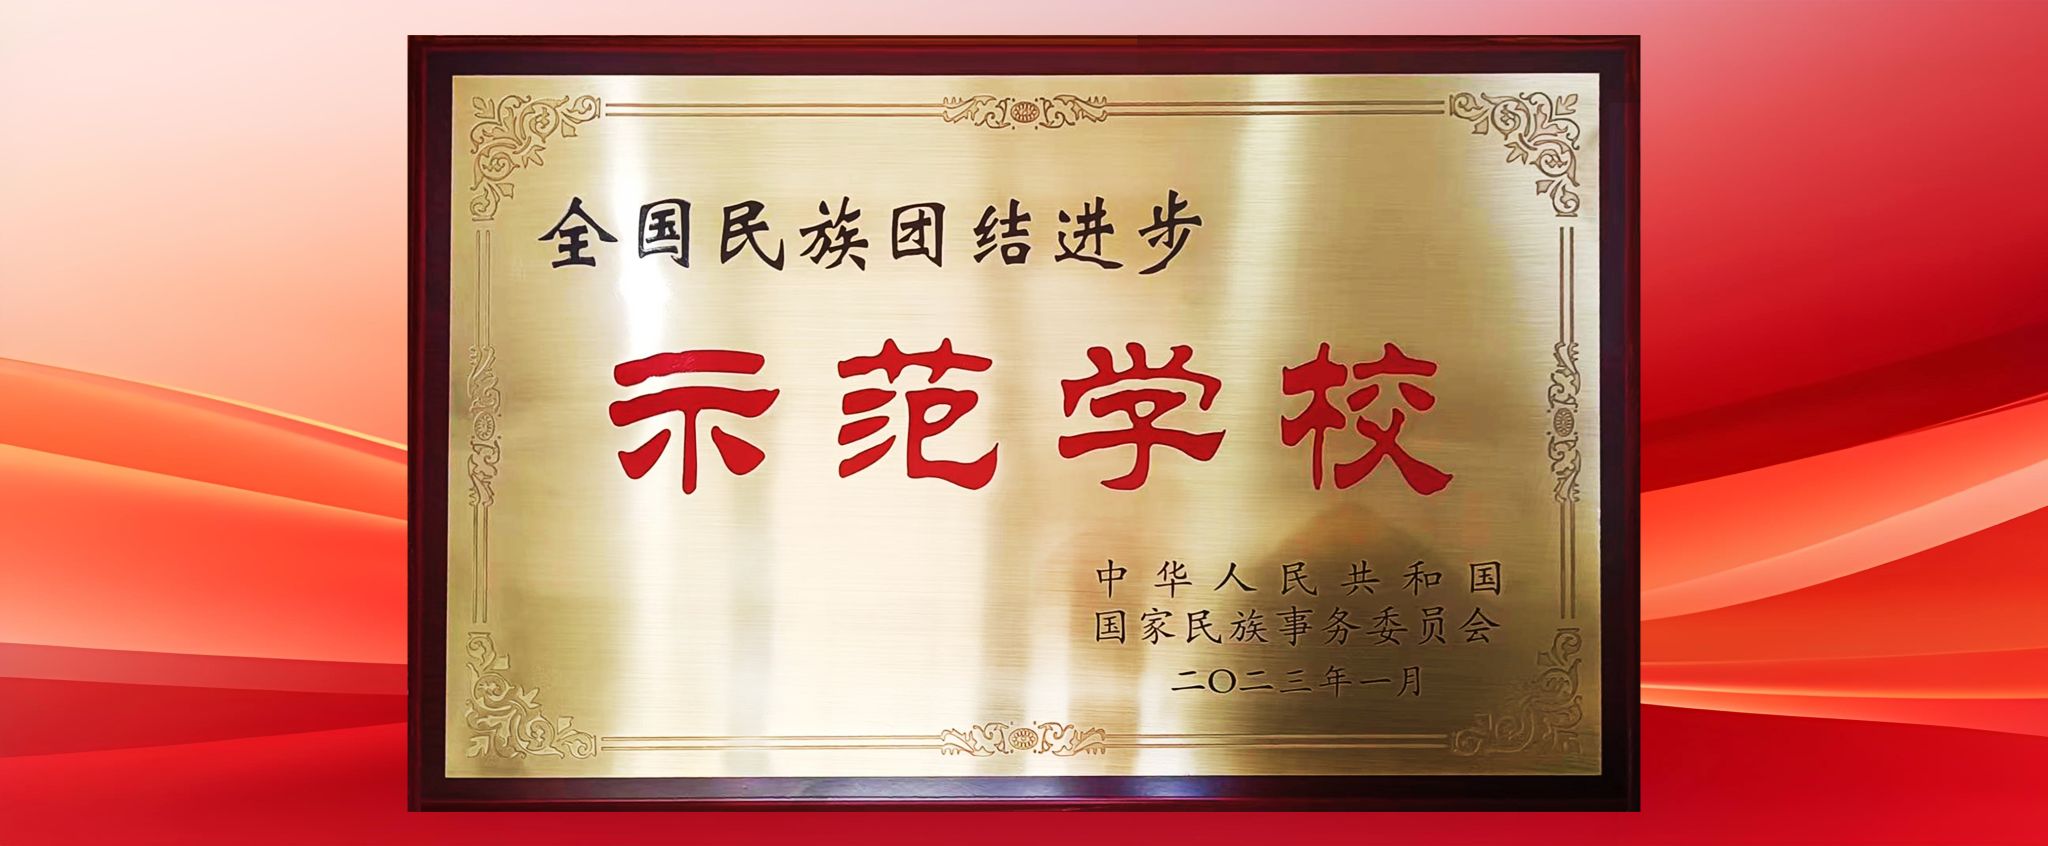 全国民族团结进步
示范学校
中华人民共和国
国家民族事务委员会
二〇二三年一月